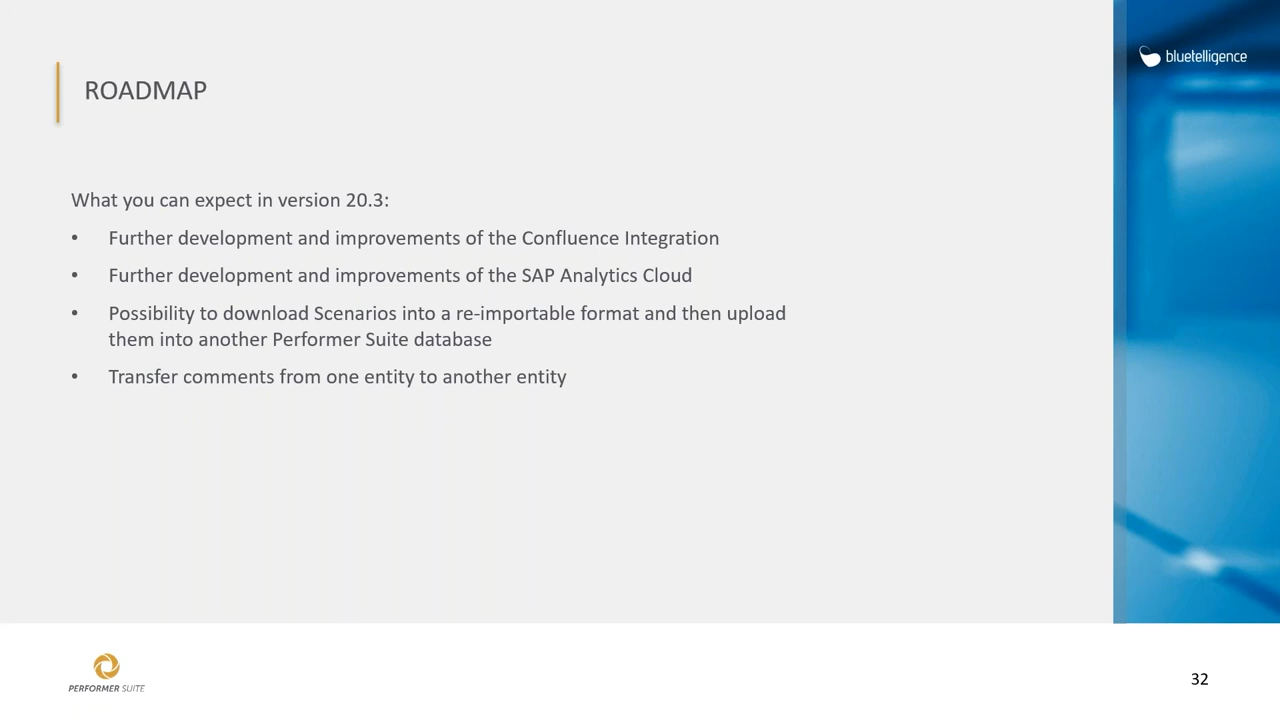 bluetelligence
ROADMAP
What you can expect in version 20.3:
• Further development and improvements of the Confluence Integration
• Further development and improvements of the SAP Analytics Cloud
• Possibility to download Scenarios into a re-importable format and then upload
them into another Performer Suite database
• Transfer comments from one entity to another entity
PERFORMER SUITE
32